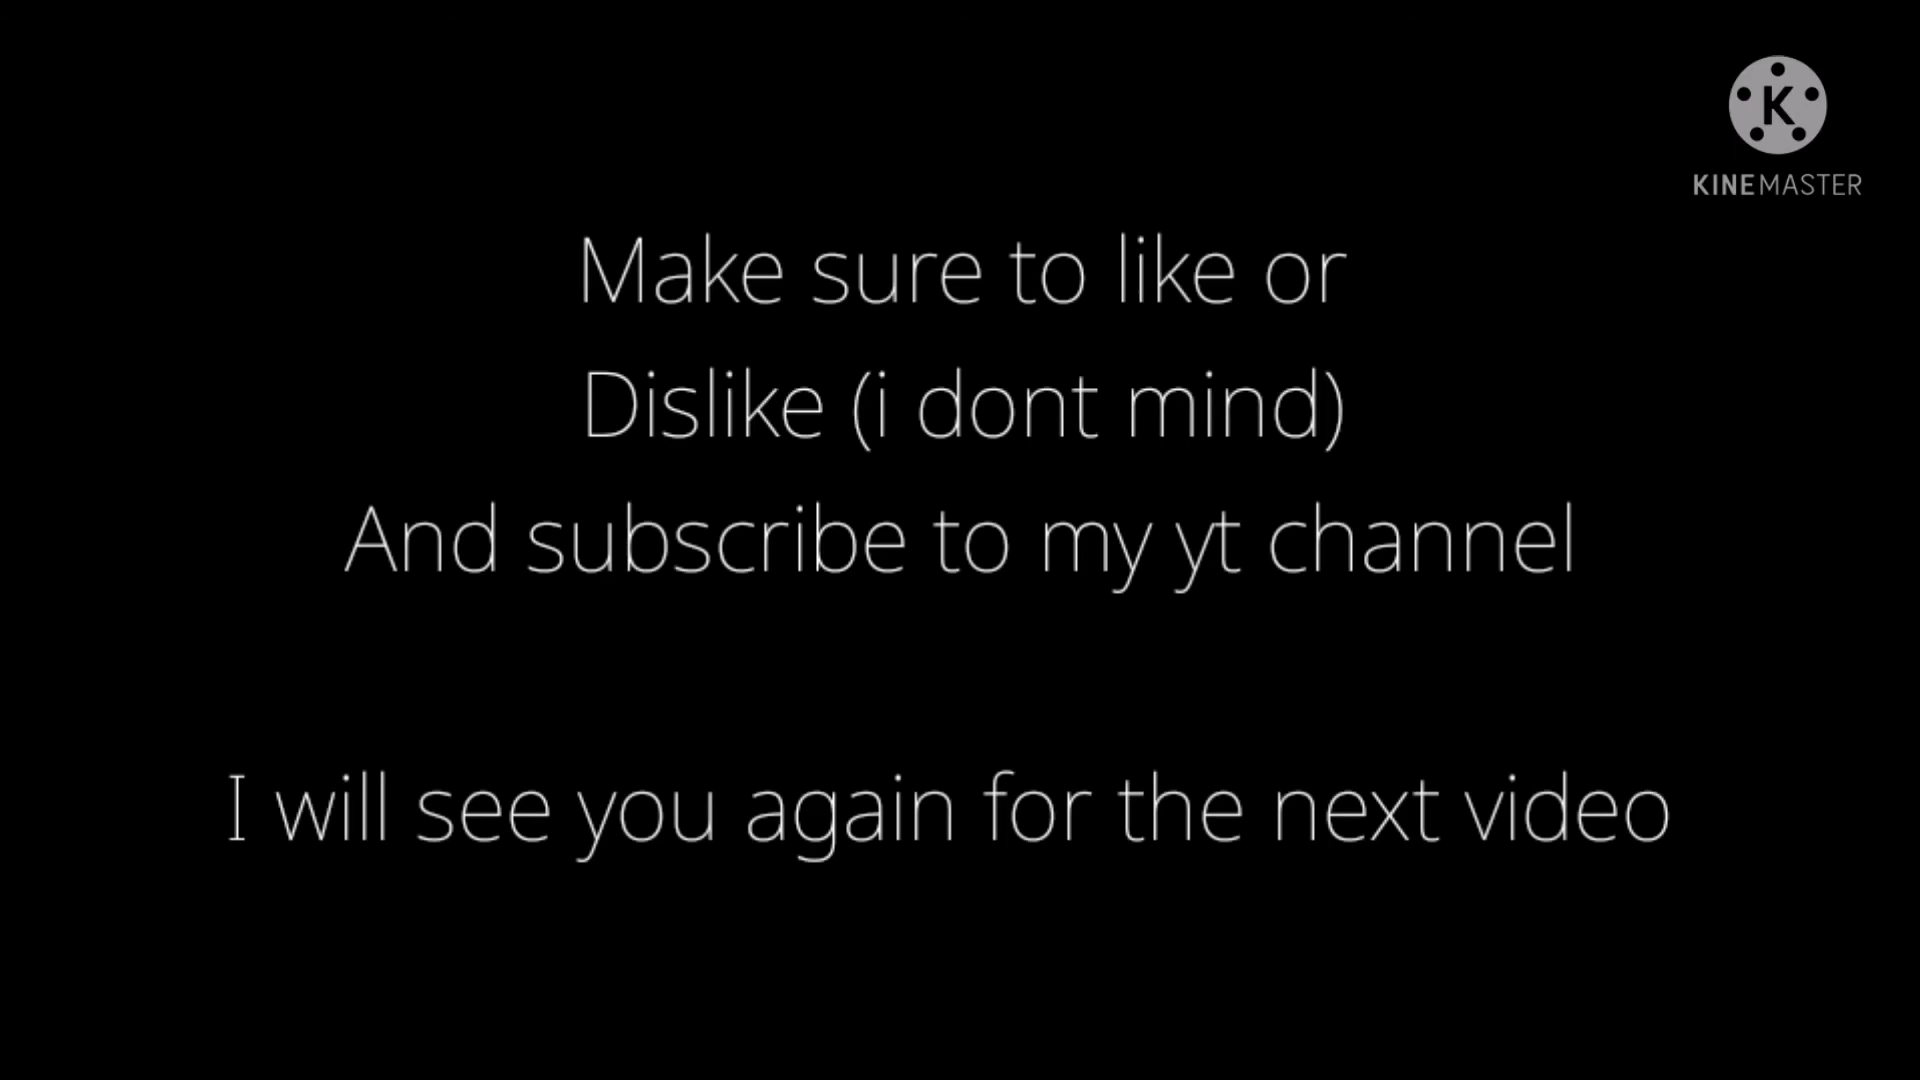 KINEMASTER
Make sure to like or
Dislike (i dont mind)
And subscribe to my yt channel
I will see you again for the next video